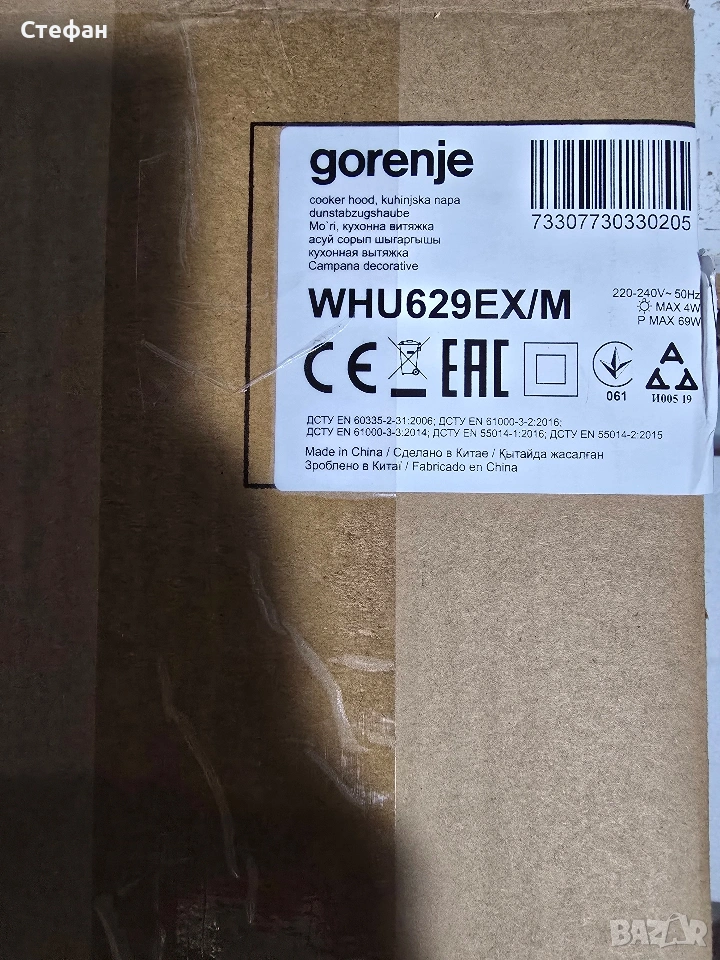 Стефан
gorenje
73307730330205
cooker hood, kuhinjska napa
dunstabzugshaube
Mo`ri, кухонна витяжка
асуй сорып шыгаргышы
кухонная вытяжка
Campana decorative
WHU629EX/M
220-240V~ 50Hz
MAX 4W
P MAX 69W
CE
EAC
061
И005 19
ДСТУ EN 60335-2-31:2006; ДСТУ EN 61000-3-2:2016;
ДСТУ EN 61000-3-3:2014; ДСТУ EN 55014-1:2016; ДСТУ EN 55014-2:2015
Made in China / Сделано в Китае / Қытайда жасалған
Зроблено в Китаї / Fabricado en China
BAZAR